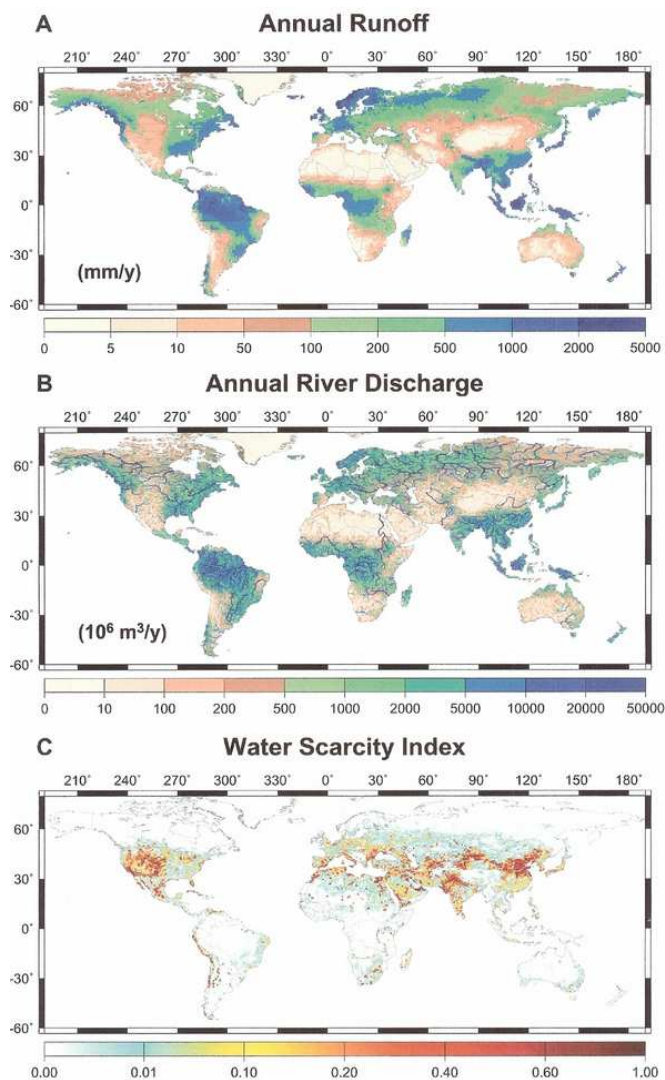 A Annual Runoff
210° 240° 270° 300° 330° 0° 30° 60° 90° 120° 150° 180°
60°
30°
0°
-30°
(mm/y)
-60°
0 5 10 50 100 200 500 1000 2000 5000
B Annual River Discharge
210° 240° 270° 300° 330° 0° 30° 60° 90° 120° 150° 180°
60°
30°
0°
-30°
(10⁶ m³/y)
-60°
0 10 100 200 500 1000 2000 5000 10000 20000 50000
C Water Scarcity Index
210° 240° 270° 300° 330° 0° 30° 60° 90° 120° 150° 180°
60°
30°
0°
-30°
-60°
0.00 0.01 0.10 0.20 0.40 0.60 1.00